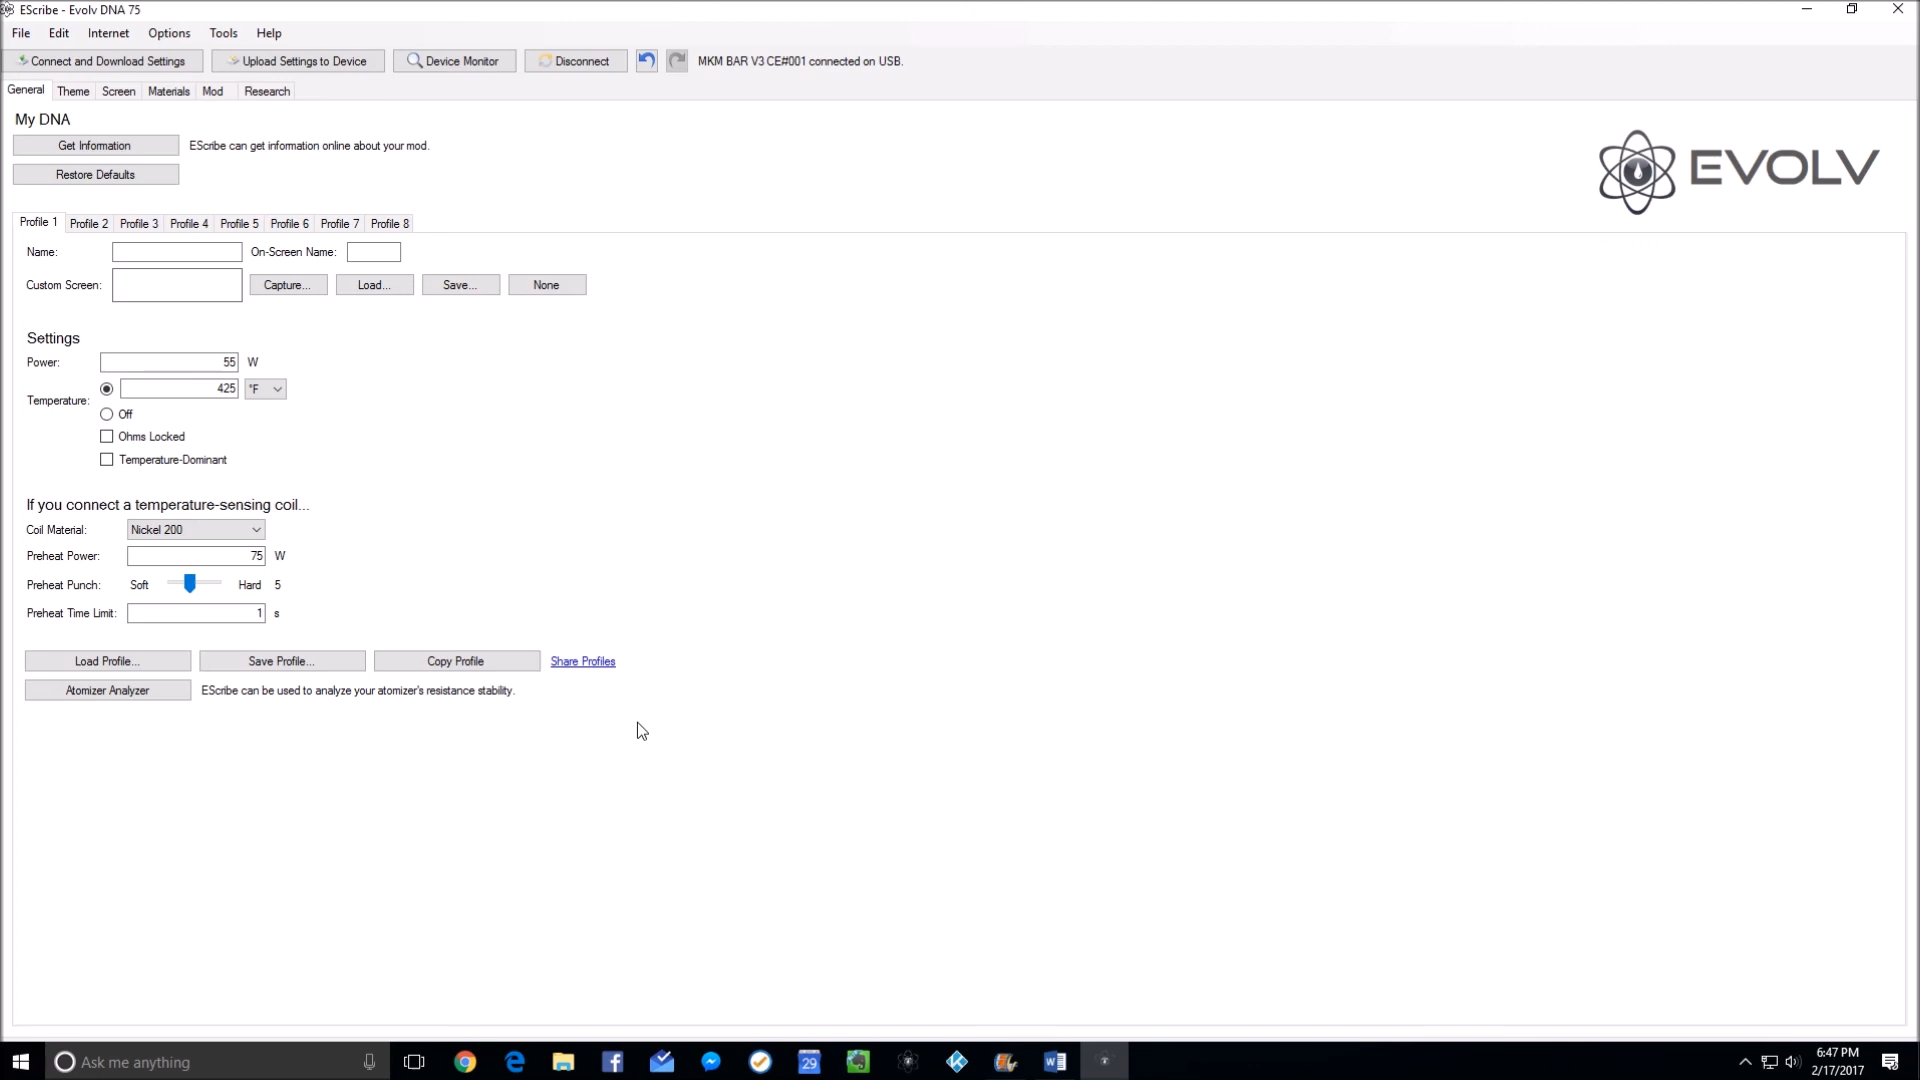 EScribe - Evolv DNA 75
File Edit Internet Options Tools Help
Connect and Download Settings Upload Settings to Device Device Monitor Disconnect MKM BAR V3 CE#001 connected on USB.
General Theme Screen Materials Mod Research
My DNA
Get Information EScribe can get information online about your mod.
Restore Defaults
EVOLV
Profile 1 Profile 2 Profile 3 Profile 4 Profile 5 Profile 6 Profile 7 Profile 8
Name: On-Screen Name:
Custom Screen: Capture... Load... Save... None
Settings
Power: 55 W
425 °F
Temperature:
Off
Ohms Locked
Temperature-Dominant
If you connect a temperature-sensing coil...
Coil Material: Nickel 200
Preheat Power: 75 W
Preheat Punch: Soft Hard 5
Preheat Time Limit: 1 s
Load Profile... Save Profile... Copy Profile Share Profiles
Atomizer Analyzer EScribe can be used to analyze your atomizer's resistance stability.
Ask me anything 29 6:47 PM
2/17/2017